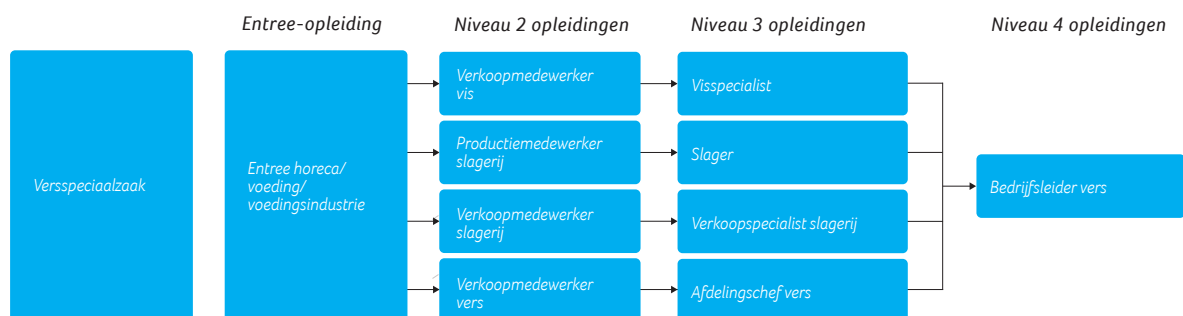 Entree-opleiding
Niveau 2 opleidingen
Niveau 3 opleidingen
Niveau 4 opleidingen
Versspeciaalzaak
Entree horeca/
voeding/
voedingsindustrie
Verkoopmedewerker
vis
Productiemedewerker
slagerij
Verkoopmedewerker
slagerij
Verkoopmedewerker
vers
Visspecialist
Slager
Verkoopspecialist slagerij
Afdelingschef vers
Bedrijfsleider vers